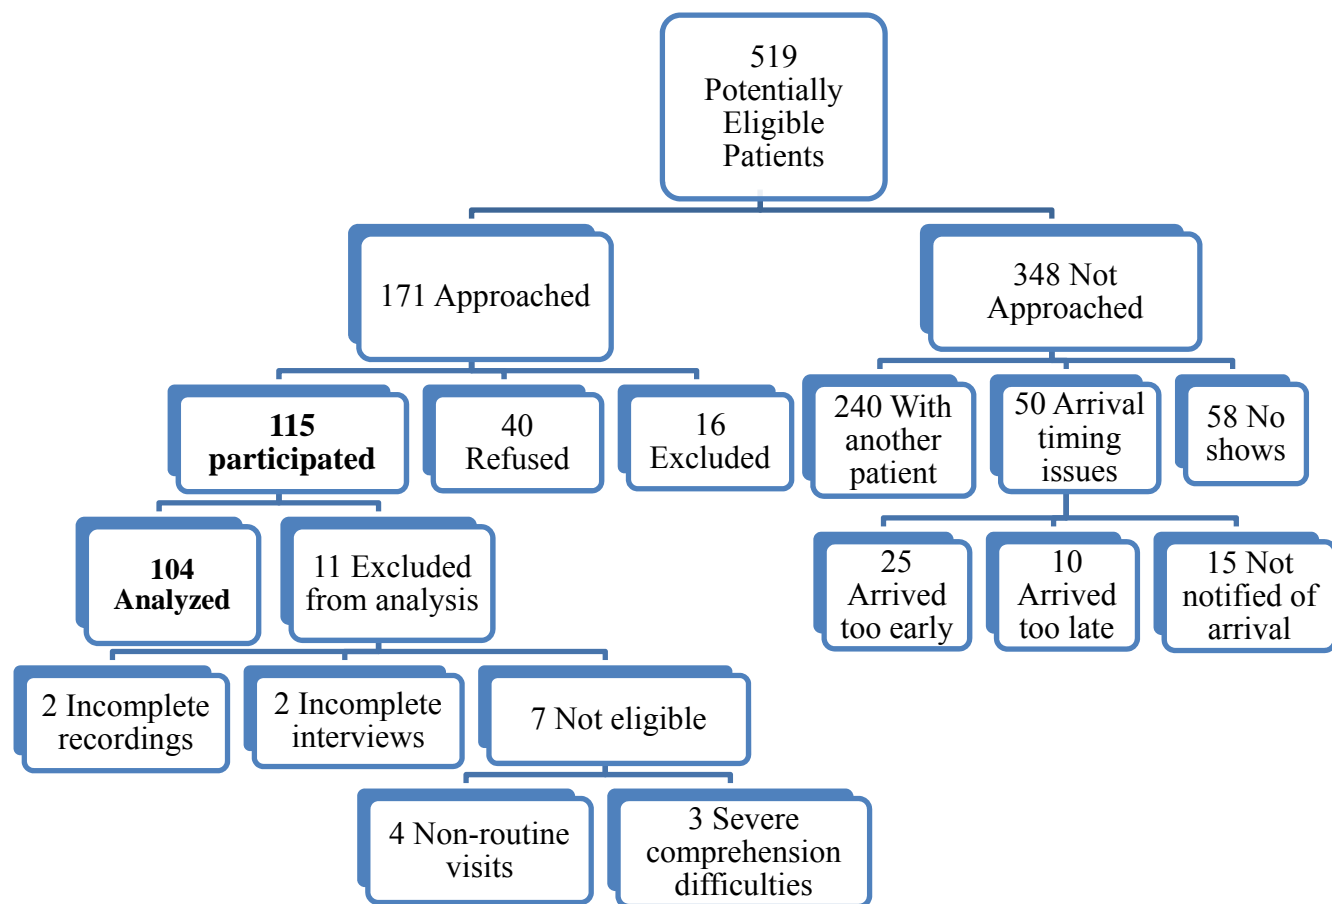 519
Potentially
Eligible
Patients
171 Approached
348 Not
Approached
115
participated
40
Refused
16
Excluded
240 With
another
patient
50 Arrival
timing
issues
58 No
shows
104
Analyzed
11 Excluded
from analysis
25
Arrived
too early
10
Arrived
too late
15 Not
notified of
arrival
2 Incomplete
recordings
2 Incomplete
interviews
7 Not eligible
4 Non-routine
visits
3 Severe
comprehension
difficulties